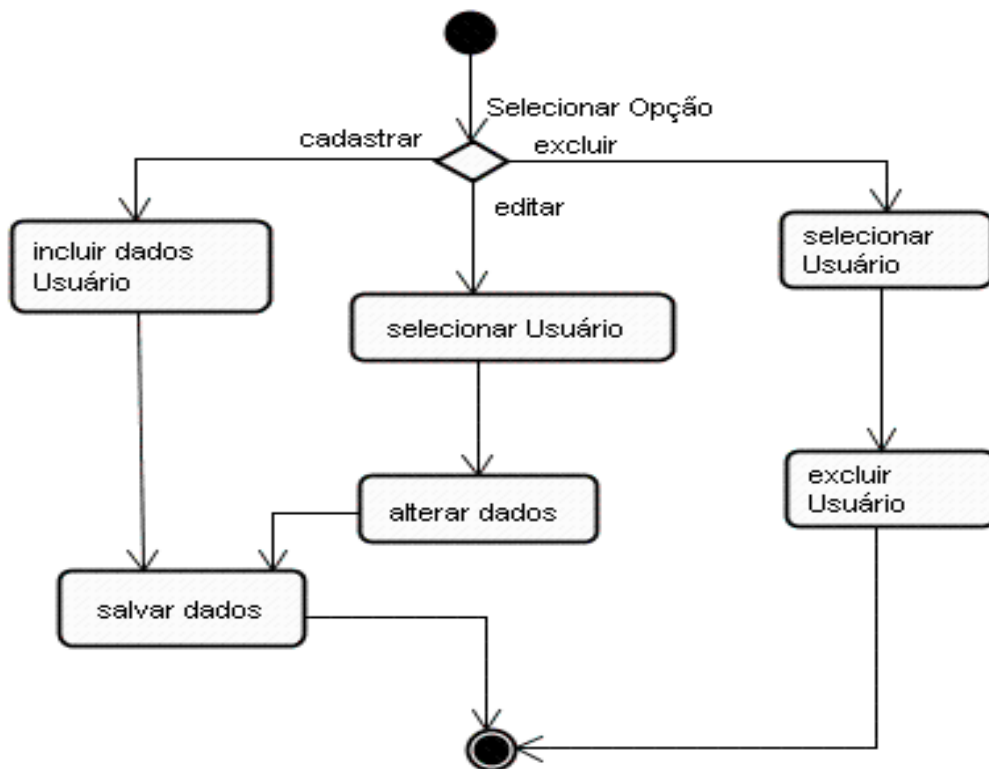 Selecionar Opção
cadastrar
excluir
editar
incluir dados
Usuário
selecionar Usuário
selecionar
Usuário
alterar dados
excluir
Usuário
salvar dados